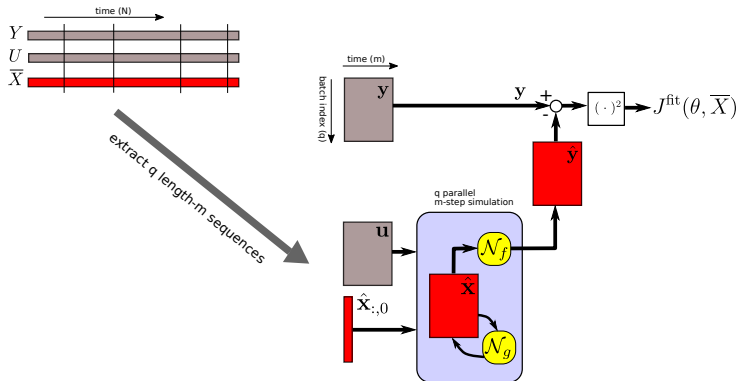 time (N)
Y
U
X̅
extract q length-m sequences
time (m)
batch index (q)
y
y
+
-
(·)²
J^fit(θ, X̅)
ŷ
q parallel
m-step simulation
u
x̂:,0
x̂
𝒩_f
𝒩_g